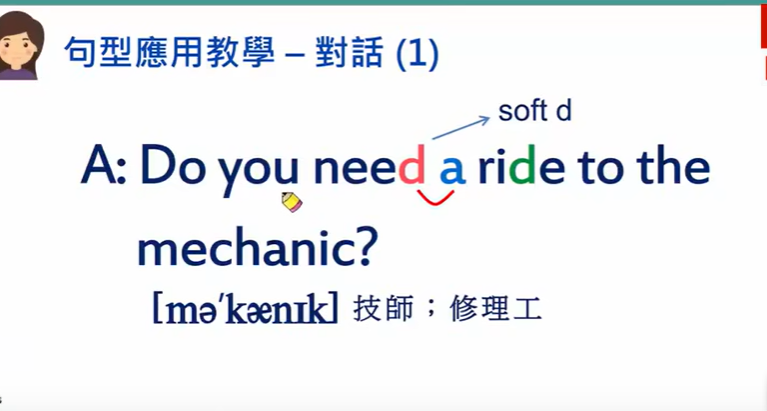 句型應用教學 – 對話 (1)
soft d
A: Do you need a ride to the
mechanic?
[məˈkænɪk] 技師；修理工